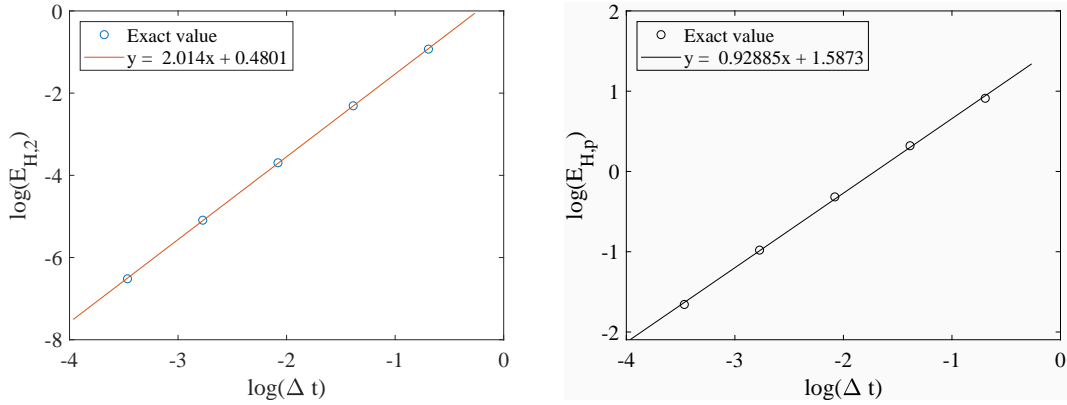 0
-2
-4
-6
-8
-4
-3
-2
-1
0
log(E_{H,2})
log(Δ t)
Exact value
y = 2.014x + 0.4801
2
1
0
-1
-2
-4
-3
-2
-1
0
log(E_{H,p})
log(Δ t)
Exact value
y = 0.92885x + 1.5873